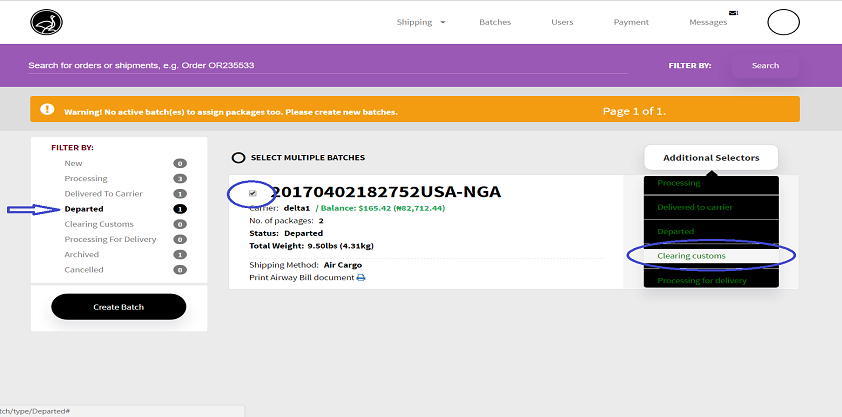 Shipping Batches Users Payment Messages
Search for orders or shipments, e.g. Order OR235533 FILTER BY: Search
Warning! No active batch(es) to assign packages too. Please create new batches. Page 1 of 1.
FILTER BY:
New 0
Processing 3
Delivered To Carrier 1
Departed 1
Clearing Customs 0
Processing For Delivery 0
Archived 1
Cancelled 0
Create Batch
SELECT MULTIPLE BATCHES
20170402182752USA-NGA
Carrier: delta1 / Balance: $165.42 (₦82,712.44)
No. of packages: 2
Status: Departed
Total Weight: 9.50lbs (4.31kg)
Shipping Method: Air Cargo
Print Airway Bill document
Additional Selectors
Processing
Delivered to carrier
Departed
Clearing customs
Processing for delivery
tch/type/Departed#